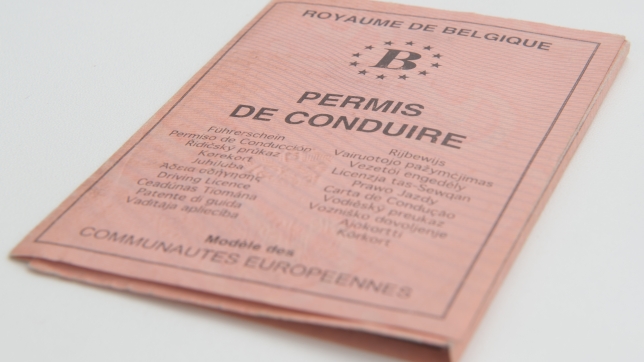 ROYAUME DE BELGIQUE
B
PERMIS
DE CONDUIRE
Führerschein
Permiso de Conducción
Řidičský průkaz
Kørekort
Juhiluba
Άδεια οδήγησης
Driving Licence
Ceadúnas Tiomána
Patente di guida
Vadītāja apliecība
Rijbewijs
Vairuotojo pažymėjimas
Vezetői engedély
Liċenzja tas-Sewqan
Prawo Jazdy
Carta de Condução
Vodičský preukaz
Vozniško dovoljenje
Ajokortti
Körkort
Modèle des
COMMUNAUTES EUROPEENNES